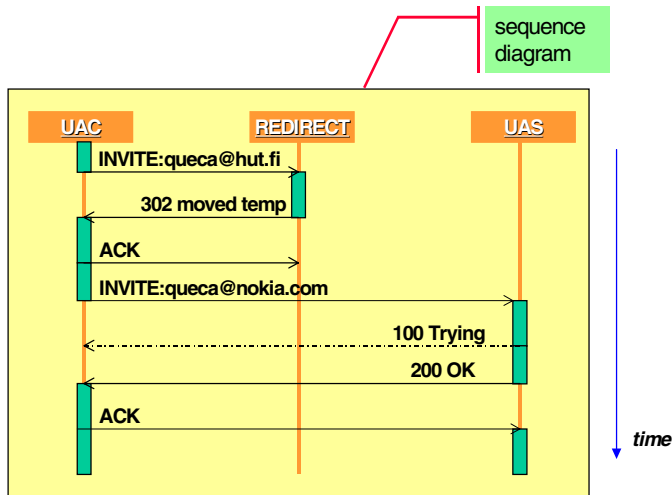 sequence
diagram
UAC
REDIRECT
UAS
INVITE:queca@hut.fi
302 moved temp
ACK
INVITE:queca@nokia.com
100 Trying
200 OK
ACK
time